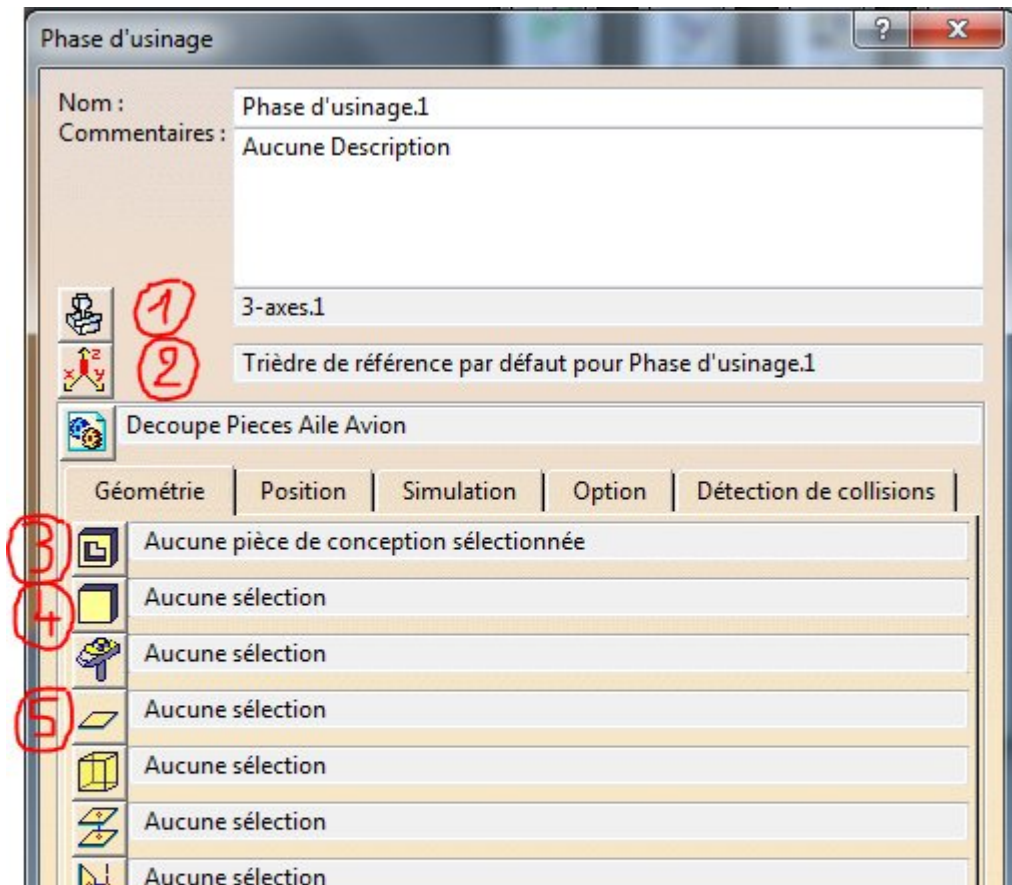 Phase d'usinage
? X
Nom : Phase d'usinage.1
Commentaires : Aucune Description
1 3-axes.1
z x y 2 Trièdre de référence par défaut pour Phase d'usinage.1
Decoupe Pieces Aile Avion
Géométrie Position Simulation Option Détection de collisions
3 Aucune pièce de conception sélectionnée
4 Aucune sélection
Aucune sélection
5 Aucune sélection
Aucune sélection
Aucune sélection
Aucune sélection